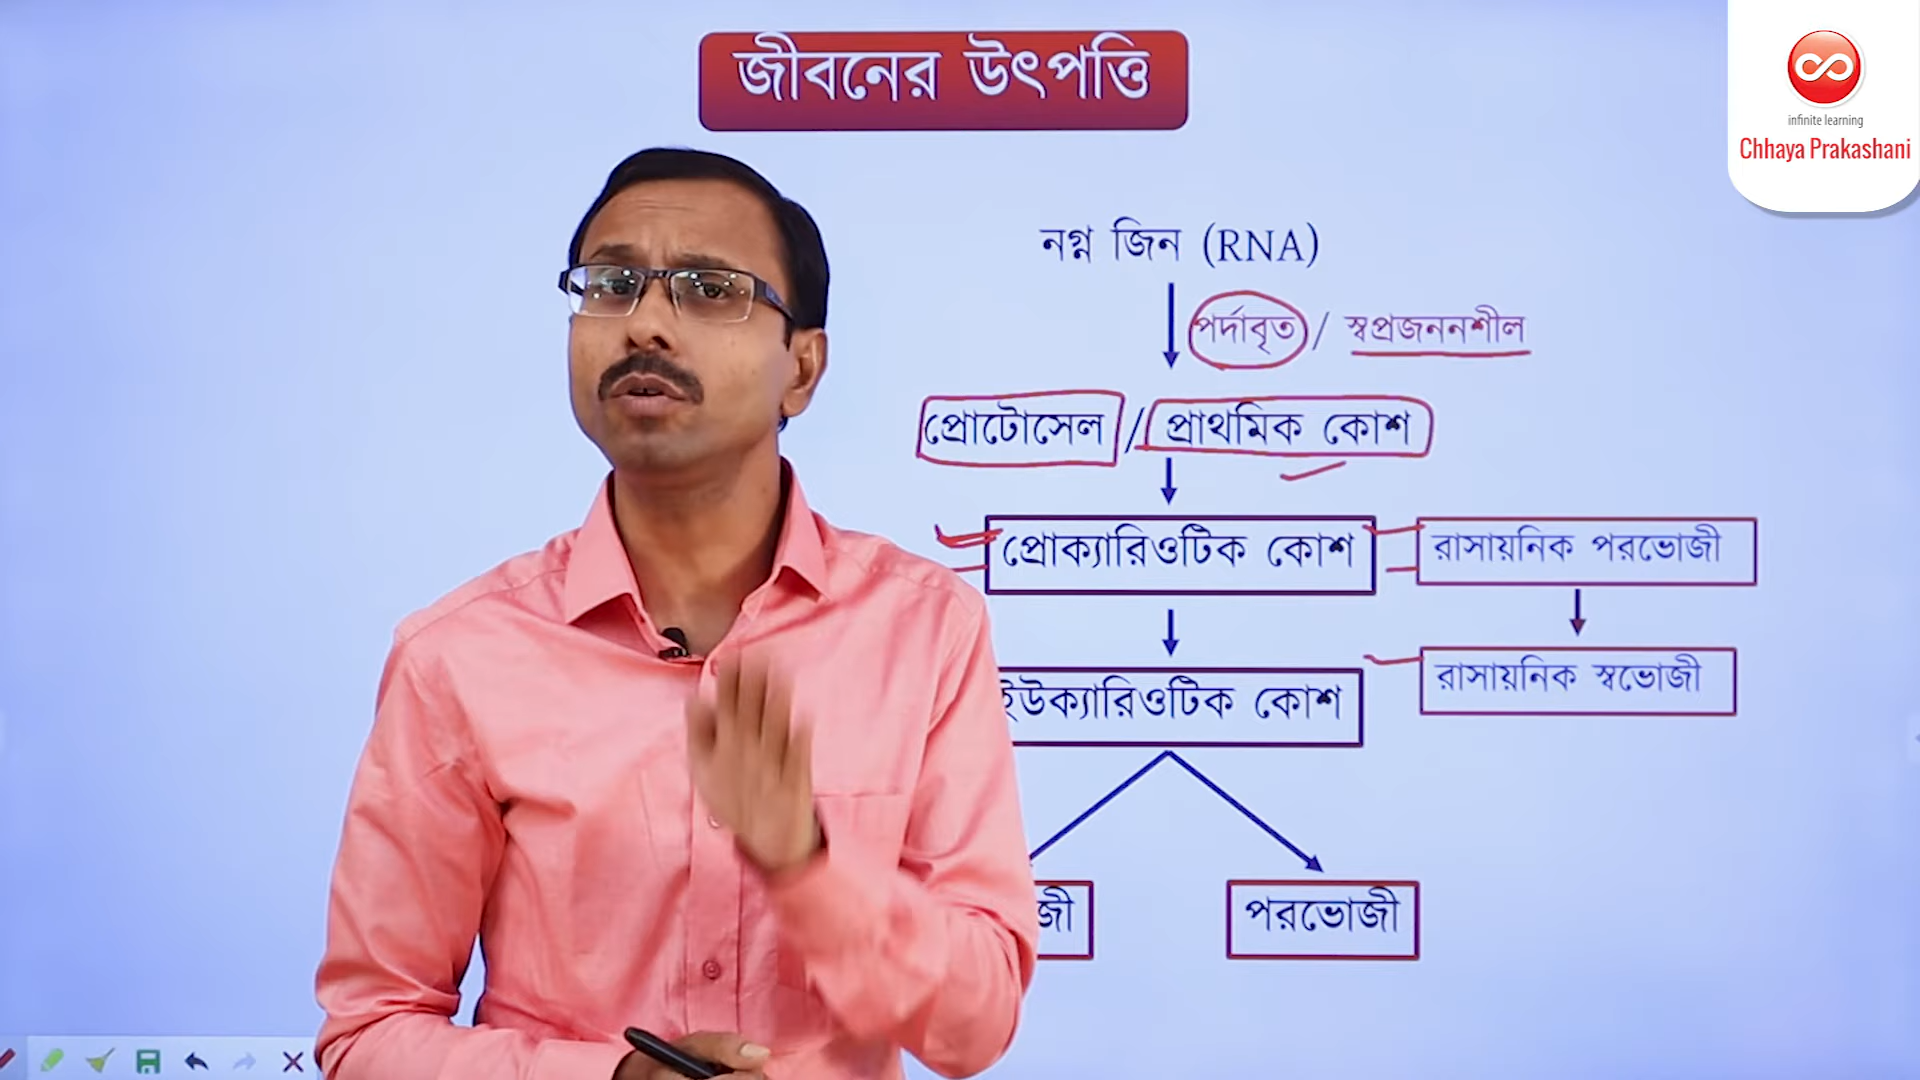 জীবনের উৎপত্তি
infinite learning
Chhaya Prakashani
নগ্ন জিন (RNA)
পর্দাবৃত / স্বপ্রজননশীল
প্রোটোসেল / প্রাথমিক কোশ
প্রোক্যারিওটিক কোশ
রাসায়নিক পরভোজী
ইউক্যারিওটিক কোশ
রাসায়নিক স্বভোজী
পরভোজী